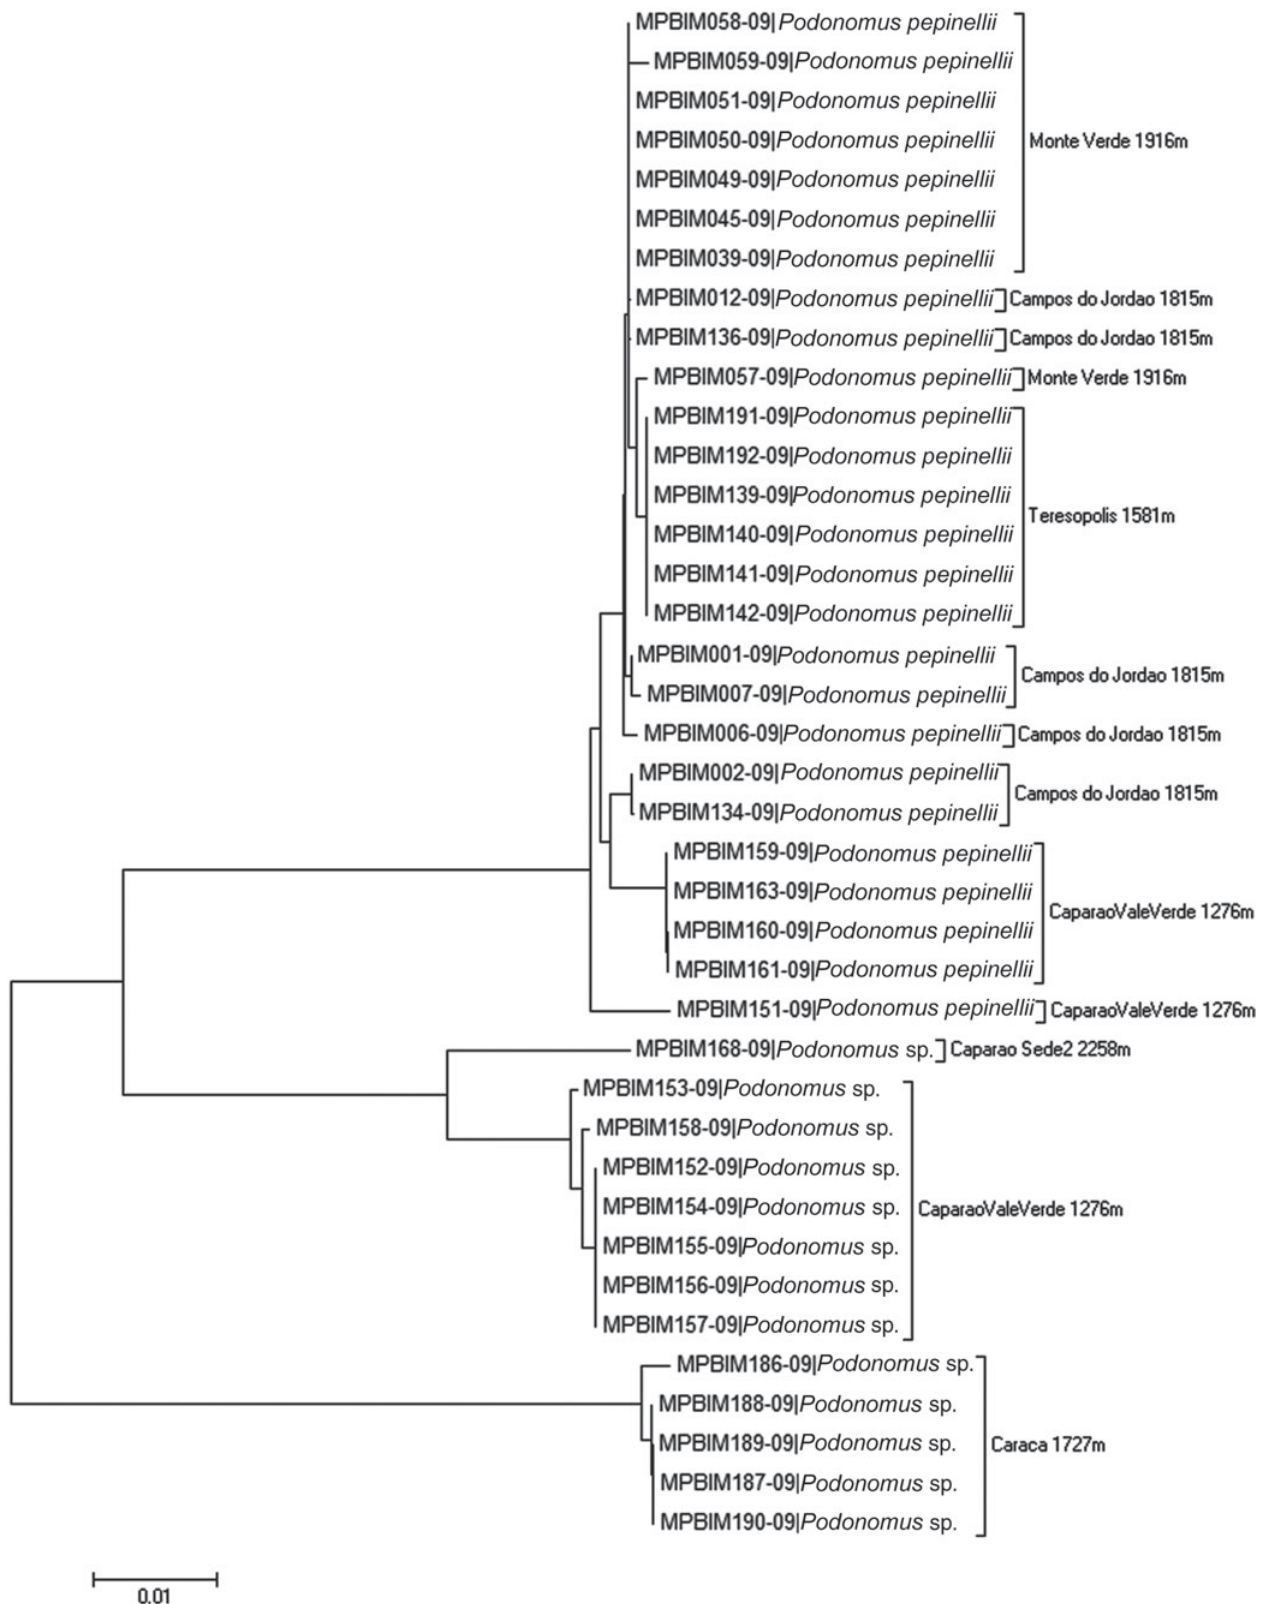 MPBIM058-09|Podonomus pepinellii
MPBIM059-09|Podonomus pepinellii
MPBIM051-09|Podonomus pepinellii
MPBIM050-09|Podonomus pepinellii
Monte Verde 1916m
MPBIM049-09|Podonomus pepinellii
MPBIM045-09|Podonomus pepinellii
MPBIM039-09|Podonomus pepinellii
MPBIM012-09|Podonomus pepinellii Campos do Jordao 1815m
MPBIM136-09|Podonomus pepinellii Campos do Jordao 1815m
MPBIM057-09|Podonomus pepinellii Monte Verde 1916m
MPBIM191-09|Podonomus pepinellii
MPBIM192-09|Podonomus pepinellii
MPBIM139-09|Podonomus pepinellii
Teresopolis 1581m
MPBIM140-09|Podonomus pepinellii
MPBIM141-09|Podonomus pepinellii
MPBIM142-09|Podonomus pepinellii
MPBIM001-09|Podonomus pepinellii
Campos do Jordao 1815m
MPBIM007-09|Podonomus pepinellii
MPBIM006-09|Podonomus pepinellii Campos do Jordao 1815m
MPBIM002-09|Podonomus pepinellii
Campos do Jordao 1815m
MPBIM134-09|Podonomus pepinellii
MPBIM159-09|Podonomus pepinellii
MPBIM163-09|Podonomus pepinellii
CaparaoValeVerde 1276m
MPBIM160-09|Podonomus pepinellii
MPBIM161-09|Podonomus pepinellii
MPBIM151-09|Podonomus pepinellii CaparaoValeVerde 1276m
MPBIM168-09|Podonomus sp. Caparao Sede2 2258m
MPBIM153-09|Podonomus sp.
MPBIM158-09|Podonomus sp.
MPBIM152-09|Podonomus sp.
MPBIM154-09|Podonomus sp.
CaparaoValeVerde 1276m
MPBIM155-09|Podonomus sp.
MPBIM156-09|Podonomus sp.
MPBIM157-09|Podonomus sp.
MPBIM186-09|Podonomus sp.
MPBIM188-09|Podonomus sp.
MPBIM189-09|Podonomus sp.
Caraca 1727m
MPBIM187-09|Podonomus sp.
MPBIM190-09|Podonomus sp.
0.01